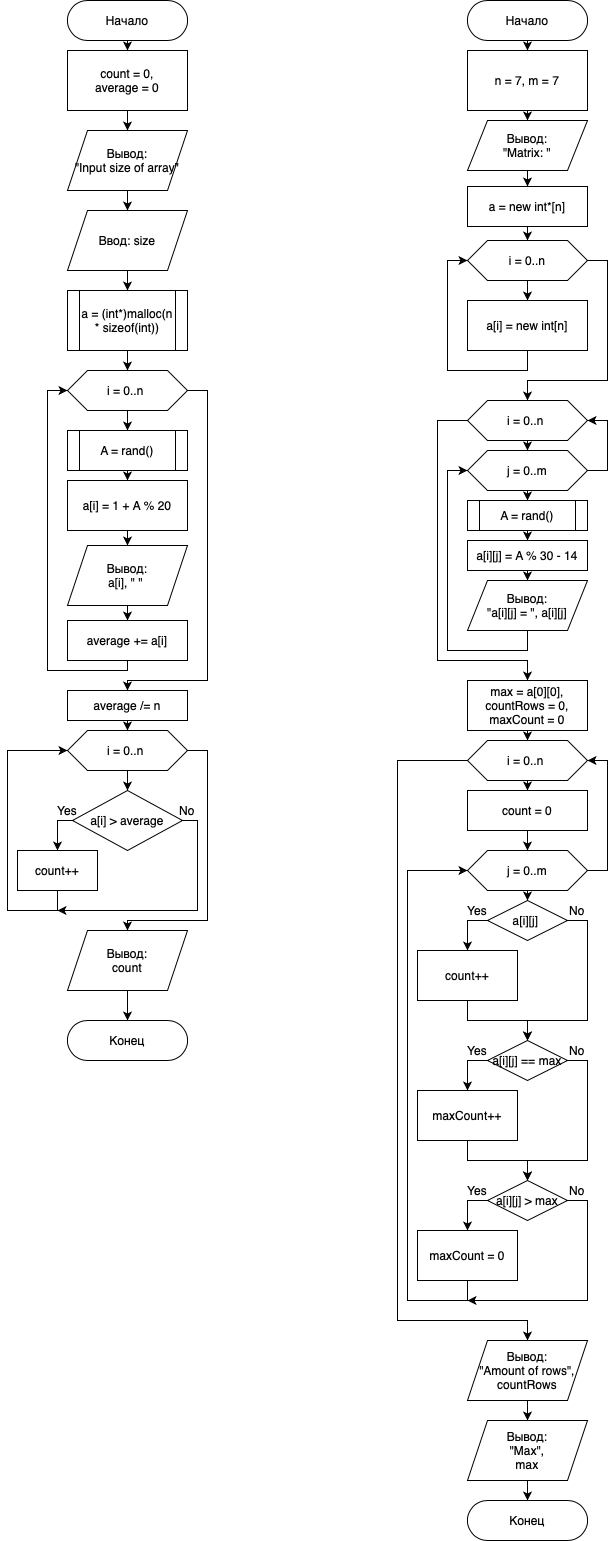 Начало
count = 0,
average = 0
Вывод:
"Input size of array"
Ввод: size
a = (int*)malloc(n
* sizeof(int))
i = 0..n
A = rand()
a[i] = 1 + A % 20
Вывод:
a[i], " "
average += a[i]
average /= n
i = 0..n
Yes
a[i] > average
No
count++
Вывод:
count
Конец
Начало
n = 7, m = 7
Вывод:
"Matrix: "
a = new int*[n]
i = 0..n
a[i] = new int[n]
i = 0..n
j = 0..m
A = rand()
a[i][j] = A % 30 - 14
Вывод:
"a[i][j] = ", a[i][j]
max = a[0][0],
countRows = 0,
maxCount = 0
i = 0..n
count = 0
j = 0..m
Yes
a[i][j]
No
count++
Yes
a[i][j] == max
No
maxCount++
Yes
a[i][j] > max
No
maxCount = 0
Вывод:
"Amount of rows",
countRows
Вывод:
"Max",
max
Конец